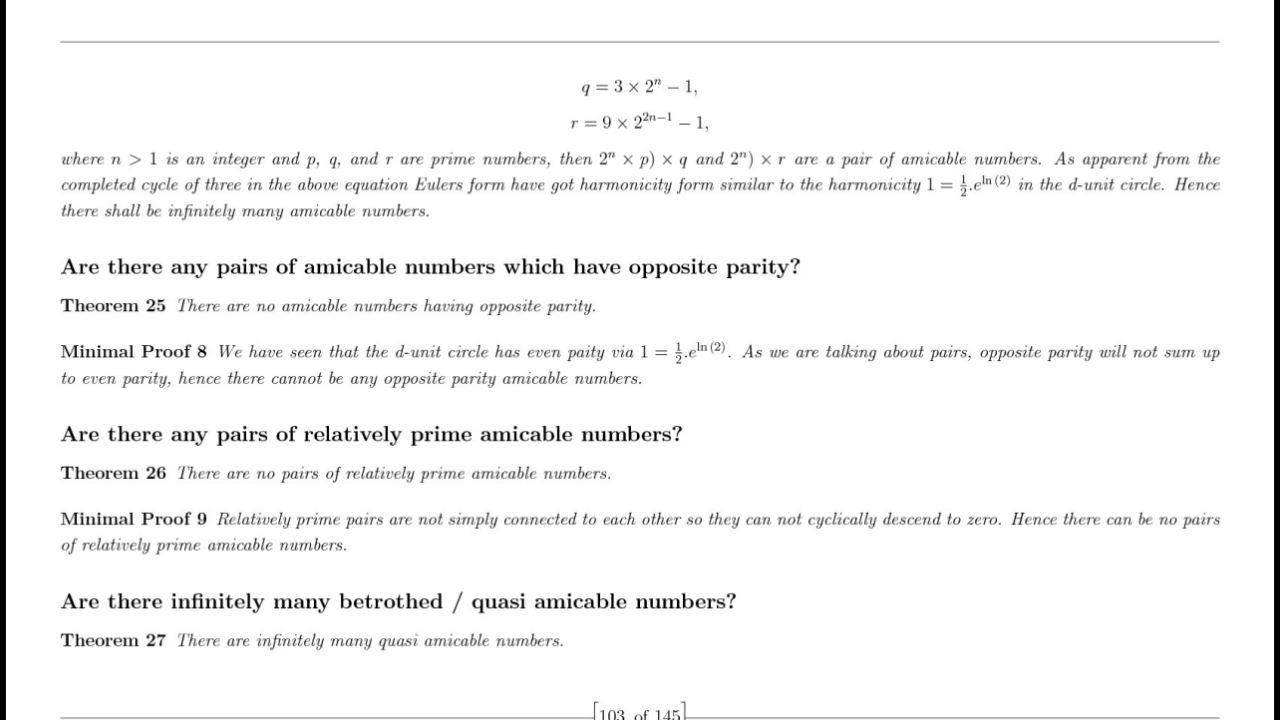 q = 3 × 2ⁿ − 1,
r = 9 × 2²ⁿ⁻¹ − 1,
where n > 1 is an integer and p, q, and r are prime numbers, then 2ⁿ × p) × q and 2ⁿ) × r are a pair of amicable numbers. As apparent from the
completed cycle of three in the above equation Eulers form have got harmonicity form similar to the harmonicity 1 = ½.e^{ln (2)} in the d-unit circle. Hence
there shall be infinitely many amicable numbers.
Are there any pairs of amicable numbers which have opposite parity?
Theorem 25 There are no amicable numbers having opposite parity.
Minimal Proof 8 We have seen that the d-unit circle has even paity via 1 = ½.e^{ln (2)}. As we are talking about pairs, opposite parity will not sum up
to even parity, hence there cannot be any opposite parity amicable numbers.
Are there any pairs of relatively prime amicable numbers?
Theorem 26 There are no pairs of relatively prime amicable numbers.
Minimal Proof 9 Relatively prime pairs are not simply connected to each other so they can not cyclically descend to zero. Hence there can be no pairs
of relatively prime amicable numbers.
Are there infinitely many betrothed / quasi amicable numbers?
Theorem 27 There are infinitely many quasi amicable numbers.
[103 of 145]